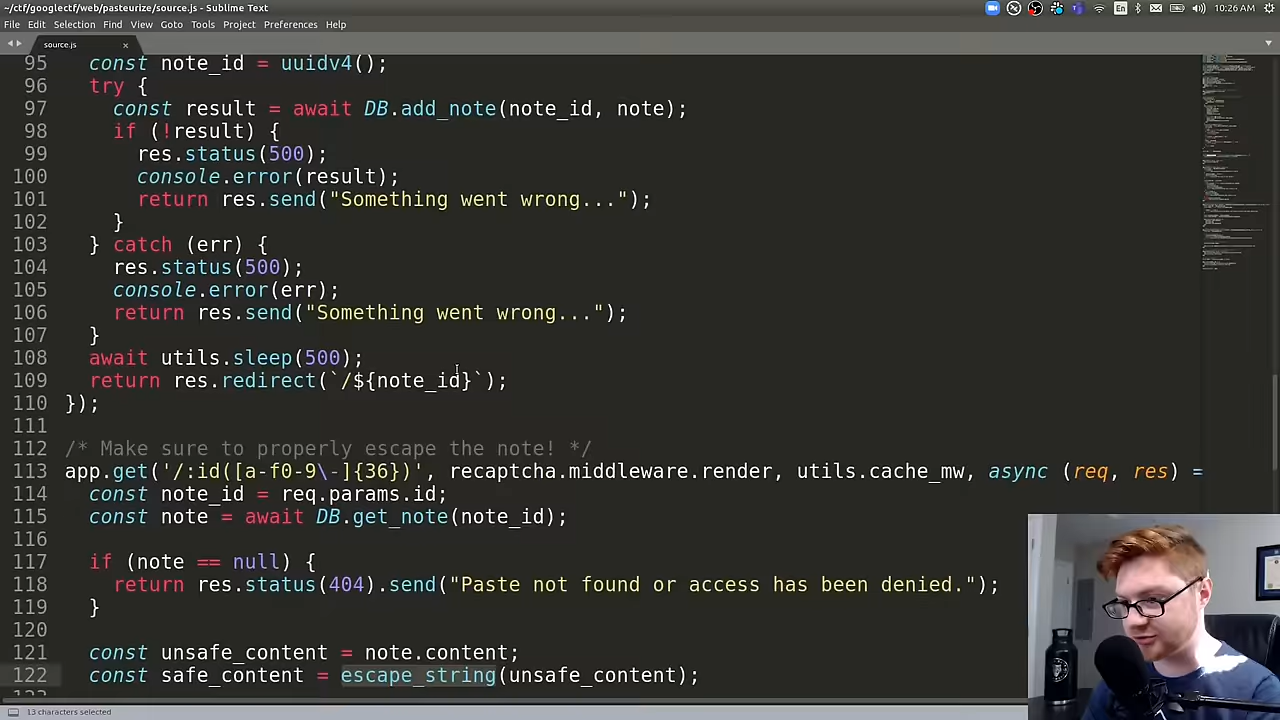 ~/ctf/googlectf/web/pasteurize/source.js - Sublime Text
En
10:26 AM
File Edit Selection Find View Goto Tools Project Preferences Help
source.js
95 const note_id = uuidv4();
96 try {
97 const result = await DB.add_note(note_id, note);
98 if (!result) {
99 res.status(500);
100 console.error(result);
101 return res.send("Something went wrong...");
102 }
103 } catch (err) {
104 res.status(500);
105 console.error(err);
106 return res.send("Something went wrong...");
107 }
108 await utils.sleep(500);
109 return res.redirect(`/${note_id}`);
110 });
111
112 /* Make sure to properly escape the note! */
113 app.get('/:id([a-f0-9\-]{36})', recaptcha.middleware.render, utils.cache_mw, async (req, res) =
114 const note_id = req.params.id;
115 const note = await DB.get_note(note_id);
116
117 if (note == null) {
118 return res.status(404).send("Paste not found or access has been denied.");
119 }
120
121 const unsafe_content = note.content;
122 const safe_content = escape_string(unsafe_content);
13 characters selected